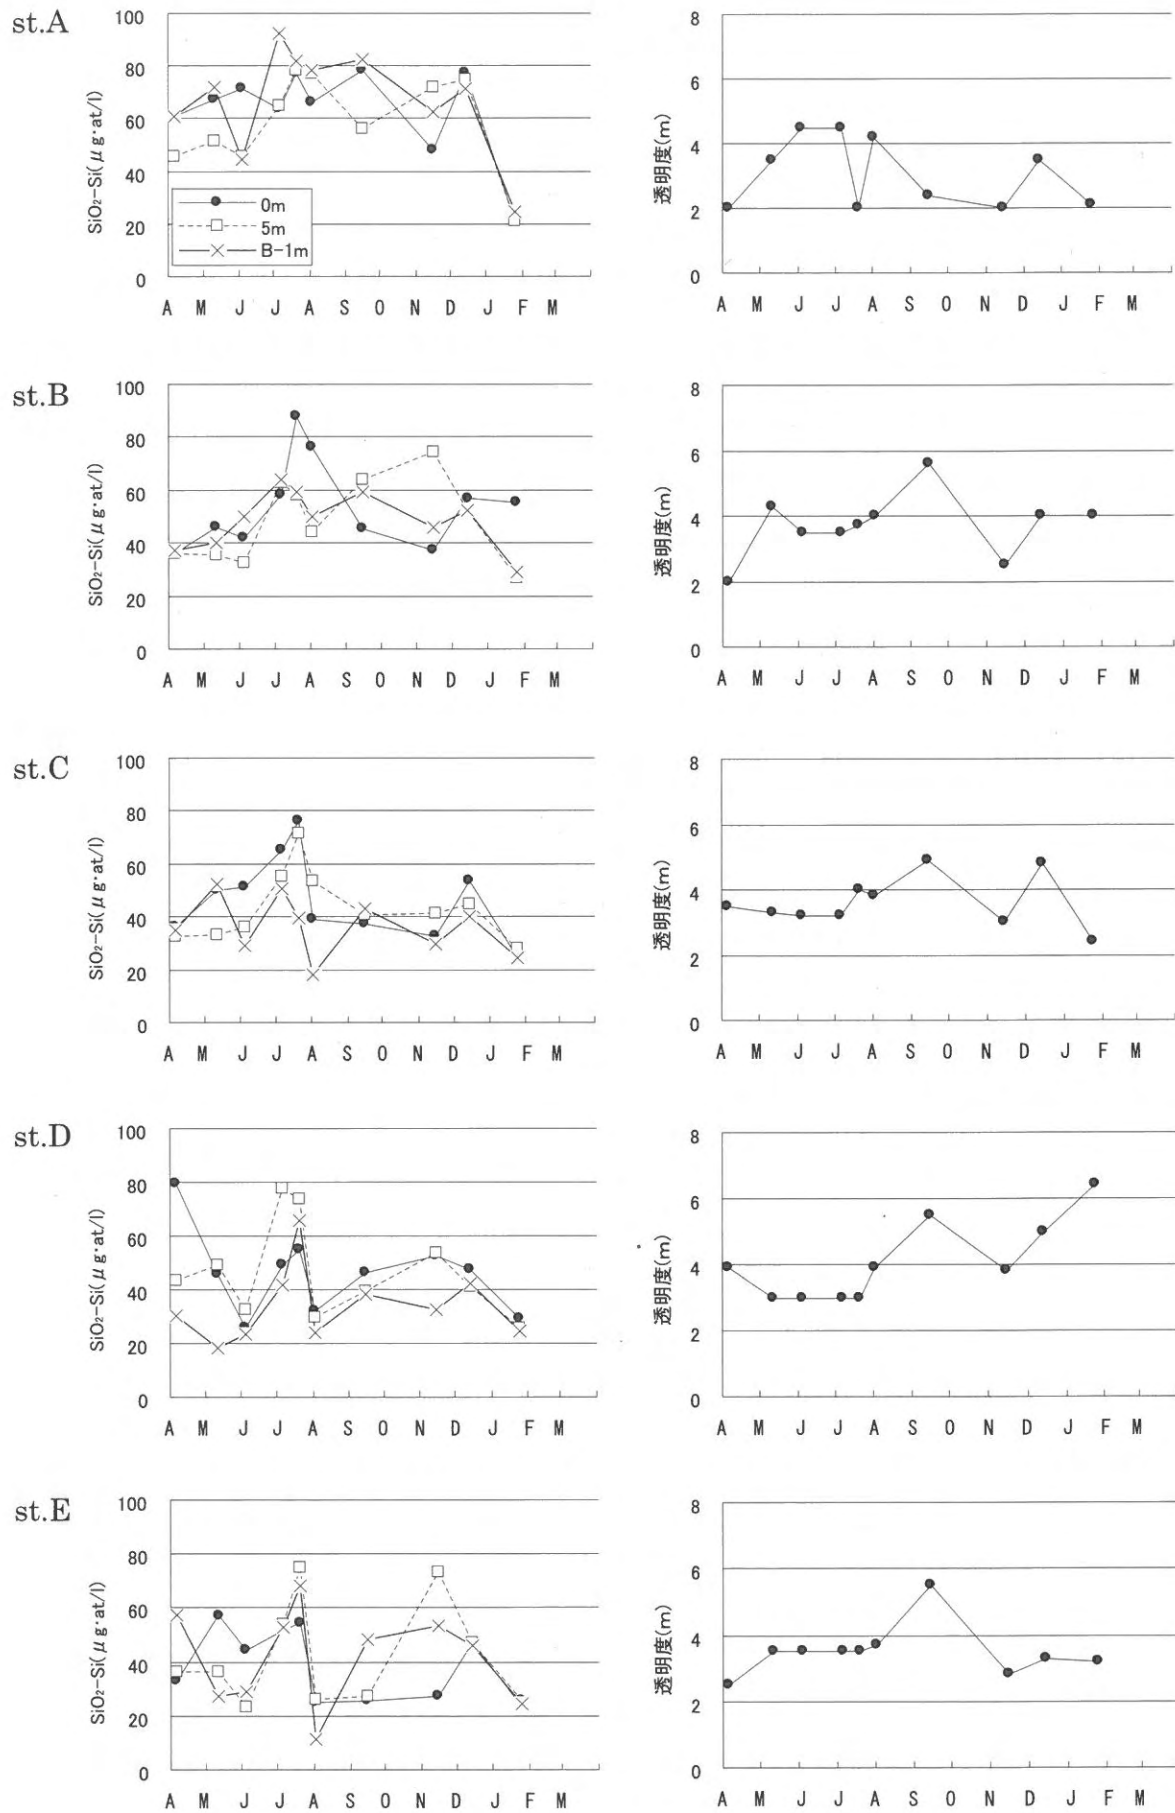 st.A
SiO2-Si(μg·at/l)
100
80
60
40
20
0
0m
5m
B-1m
A M J J A S O N D J F M
透明度(m)
8
6
4
2
0
A M J J A S O N D J F M
st.B
SiO2-Si(μg·at/l)
100
80
60
40
20
0
A M J J A S O N D J F M
透明度(m)
8
6
4
2
0
A M J J A S O N D J F M
st.C
SiO2-Si(μg·at/l)
100
80
60
40
20
0
A M J J A S O N D J F M
透明度(m)
8
6
4
2
0
A M J J A S O N D J F M
st.D
SiO2-Si(μg·at/l)
100
80
60
40
20
0
A M J J A S O N D J F M
透明度(m)
8
6
4
2
0
A M J J A S O N D J F M
st.E
SiO2-Si(μg·at/l)
100
80
60
40
20
0
A M J J A S O N D J F M
透明度(m)
8
6
4
2
0
A M J J A S O N D J F M